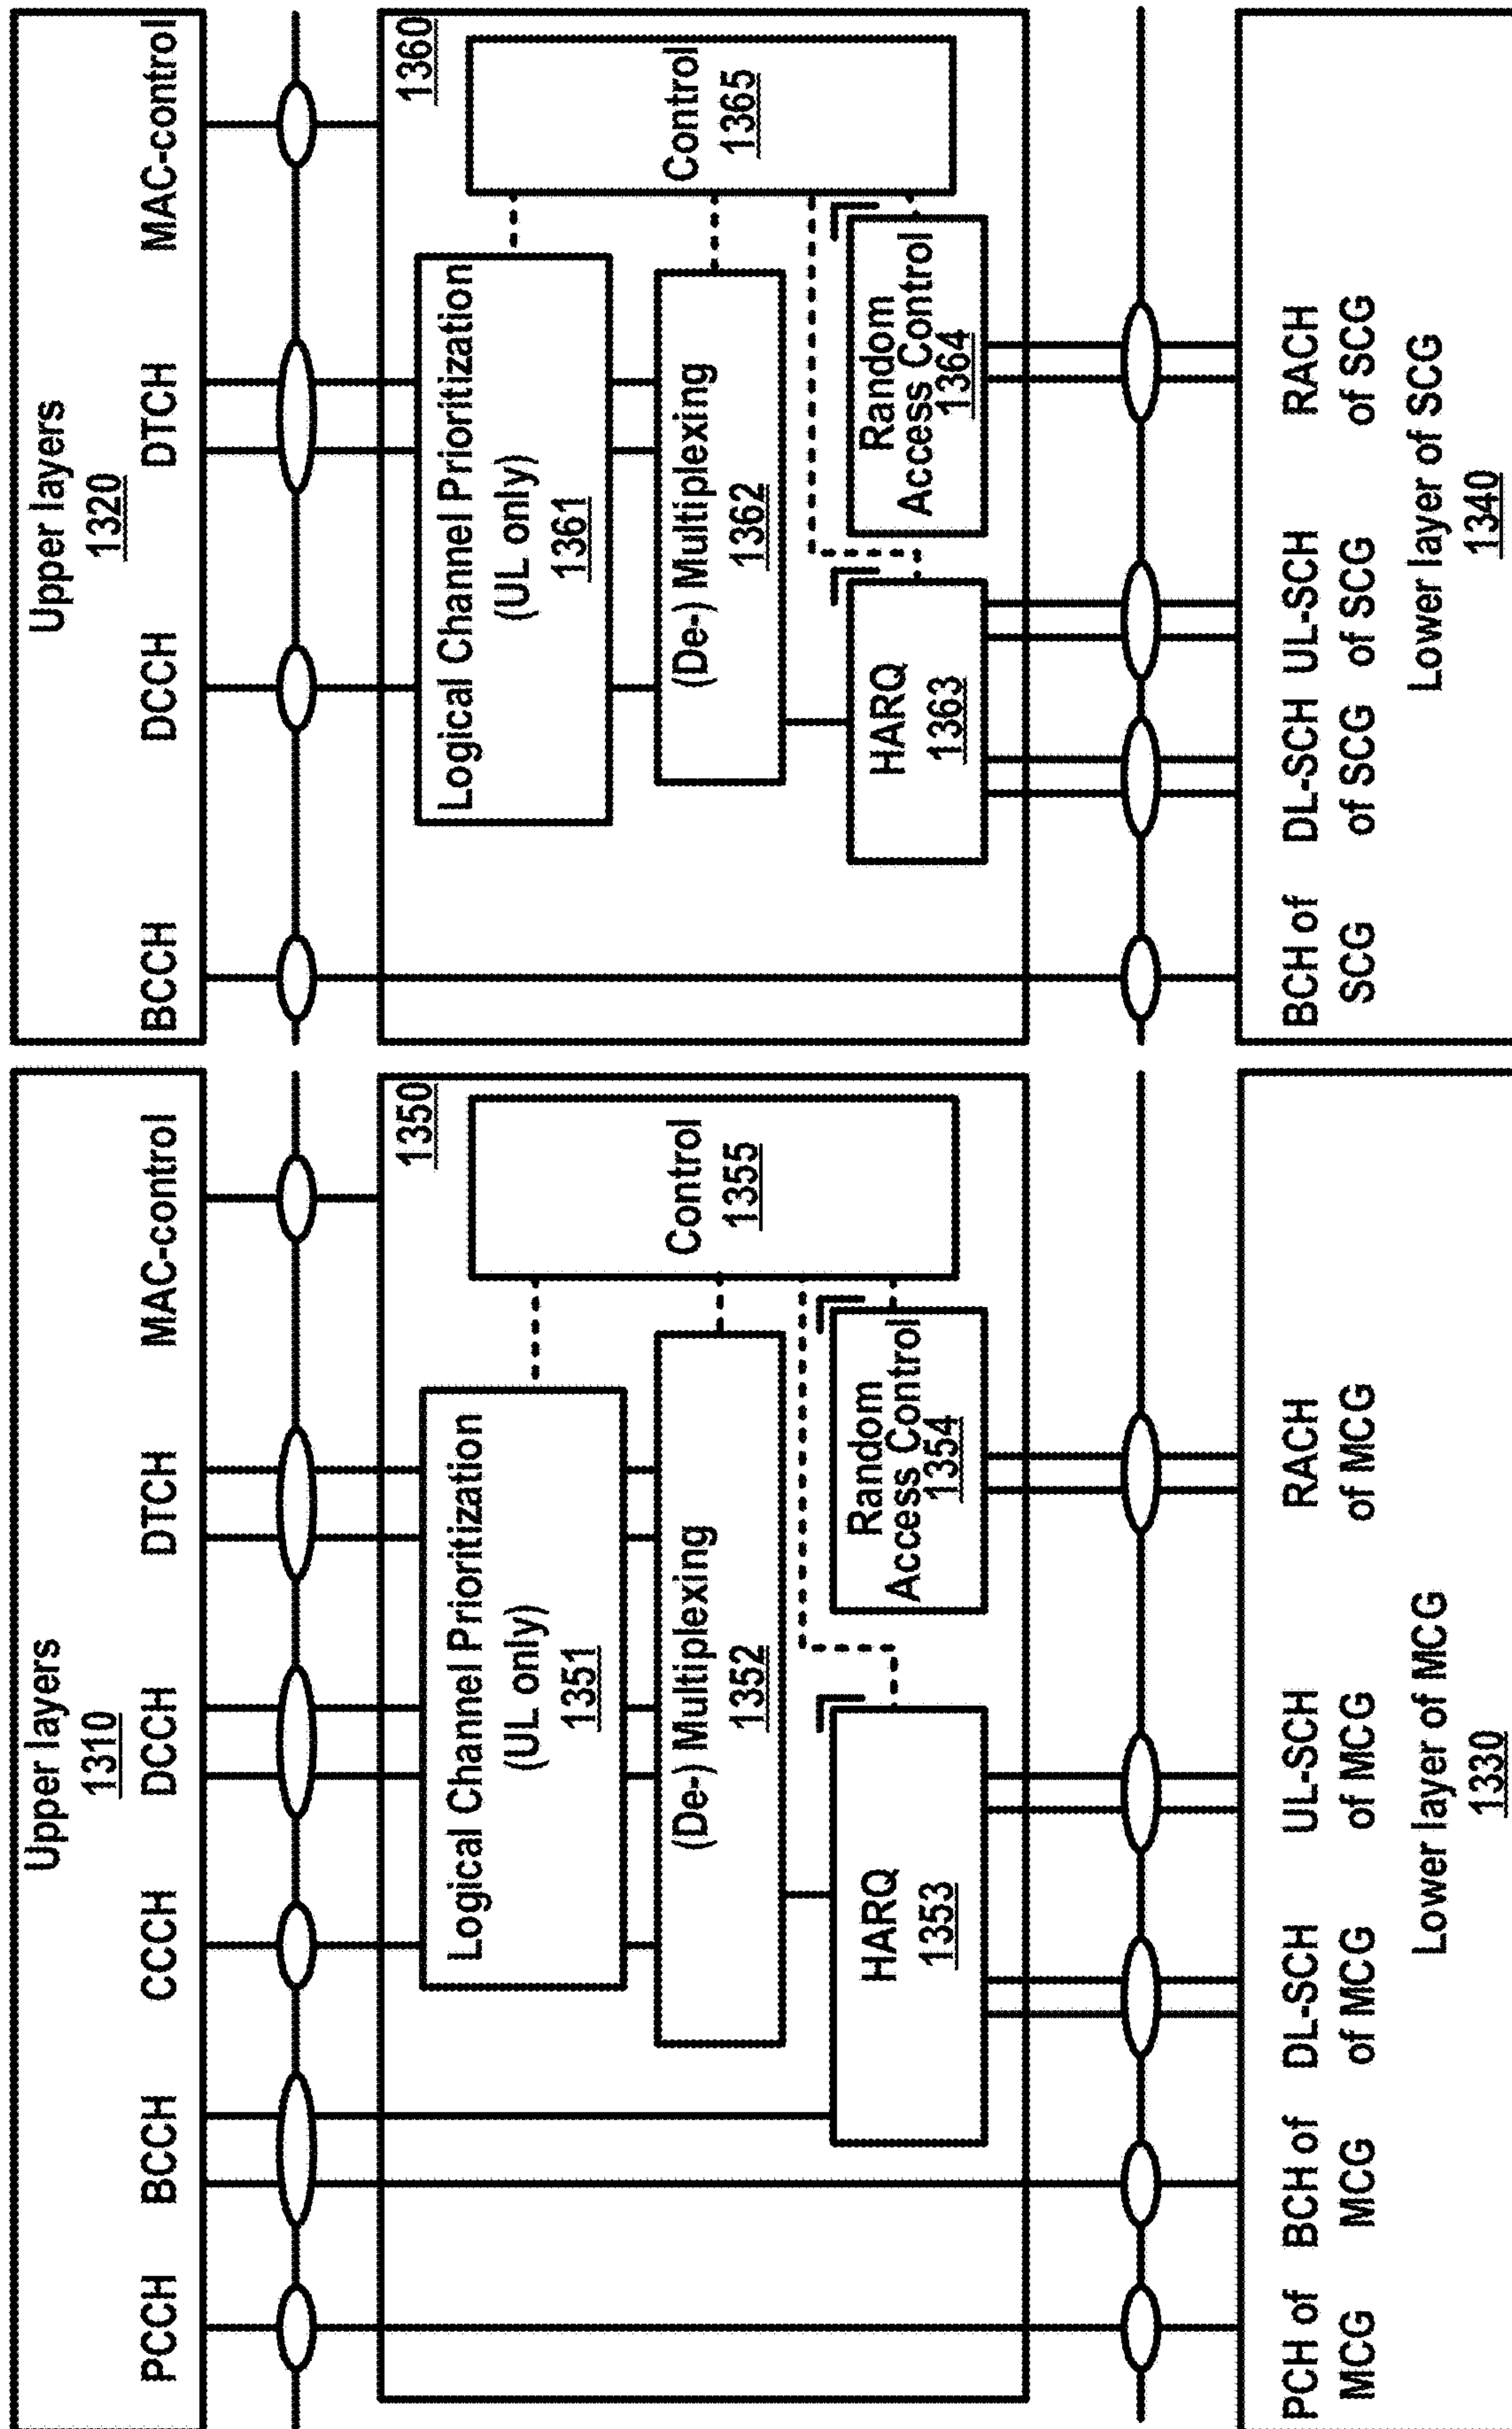 Upper layers
1310
PCCH BCCH CCCH DCCH DTCH MAC-control
1350
Logical Channel Prioritization
(UL only)
1351
(De-) Multiplexing
1352
HARQ
1353
Random
Access Control
1354
Control
1355
PCH of
MCG
BCH of
MCG
DL-SCH
of MCG
UL-SCH
of MCG
RACH
of MCG
Lower layer of MCG
1330
Upper layers
1320
BCCH DCCH DTCH MAC-control
1360
Logical Channel Prioritization
(UL only)
1361
(De-) Multiplexing
1362
HARQ
1363
Random
Access Control
1364
Control
1365
BCH of
SCG
DL-SCH
of SCG
UL-SCH
of SCG
RACH
of SCG
Lower layer of SCG
1340